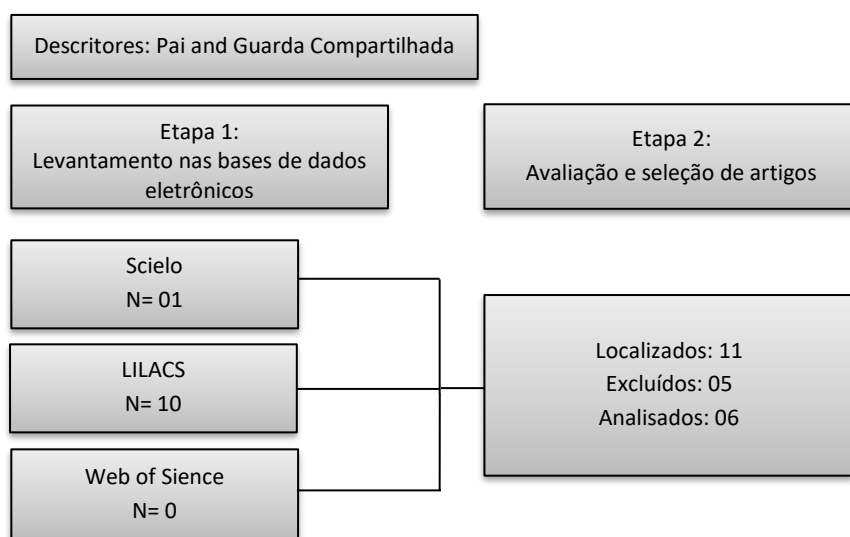 Descritores: Pai and Guarda Compartilhada
Etapa 1:
Levantamento nas bases de dados
eletrônicos
Etapa 2:
Avaliação e seleção de artigos
Scielo
N= 01
LILACS
N= 10
Web of Sience
N= 0
Localizados: 11
Excluídos: 05
Analisados: 06